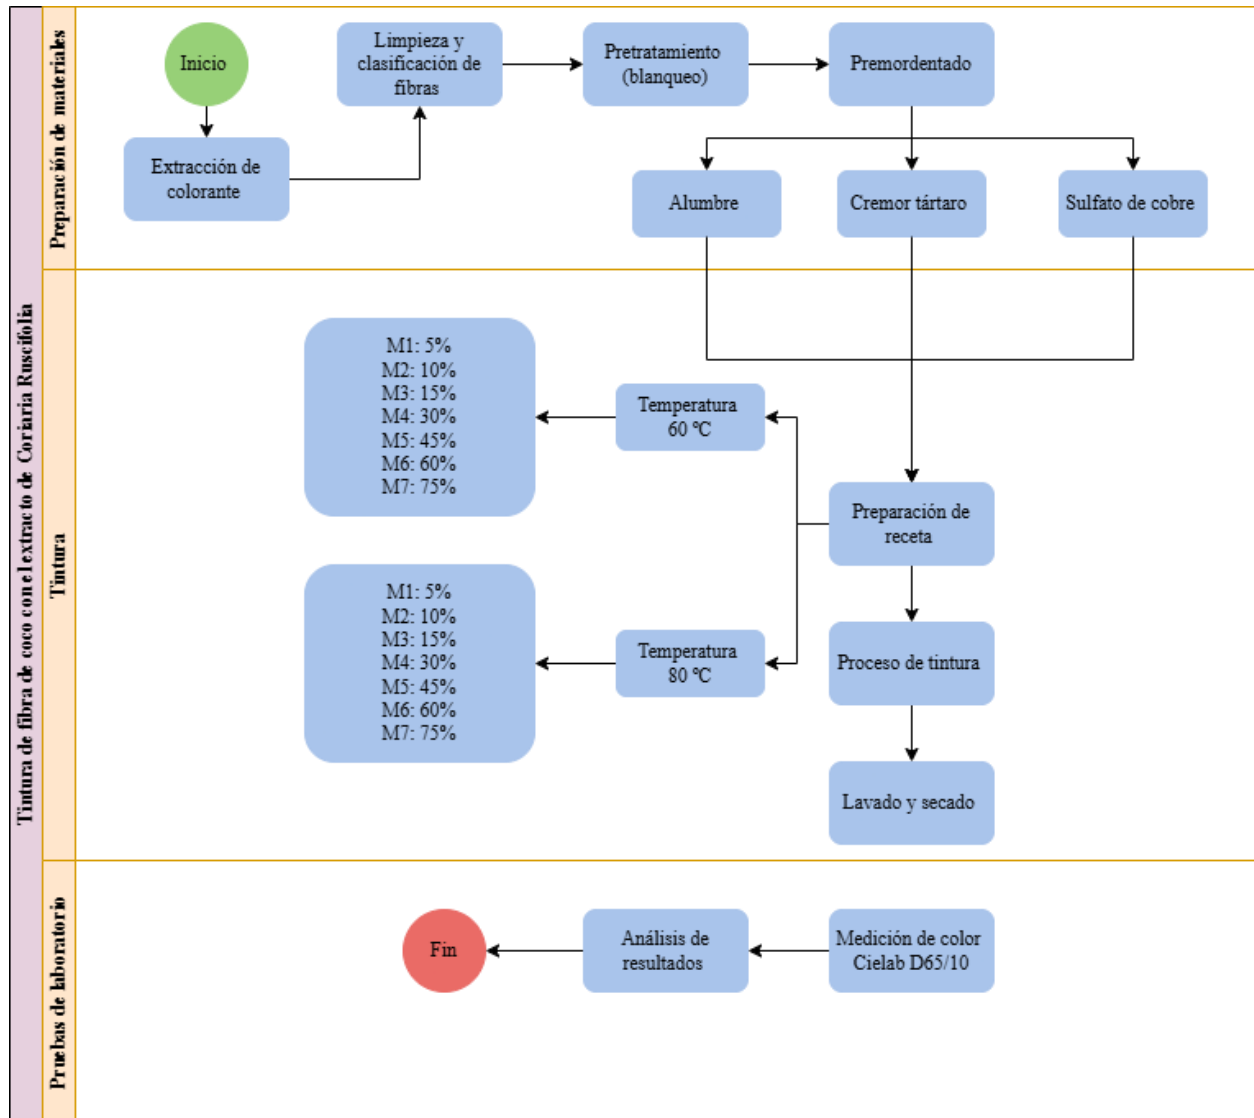 Tintura de fibra de coco con el extracto de Coriaria Ruscifolia
Preparación de materiales
Inicio
Extracción de
colorante
Limpieza y
clasificación de
fibras
Pretratamiento
(blanqueo)
Premordentado
Alumbre
Cremor tártaro
Sulfato de cobre
Tintura
M1: 5%
M2: 10%
M3: 15%
M4: 30%
M5: 45%
M6: 60%
M7: 75%
Temperatura
60 ºC
Preparación de
receta
M1: 5%
M2: 10%
M3: 15%
M4: 30%
M5: 45%
M6: 60%
M7: 75%
Temperatura
80 ºC
Proceso de tintura
Lavado y secado
Pruebas de laboratorio
Fin
Análisis de
resultados
Medición de color
Cielab D65/10